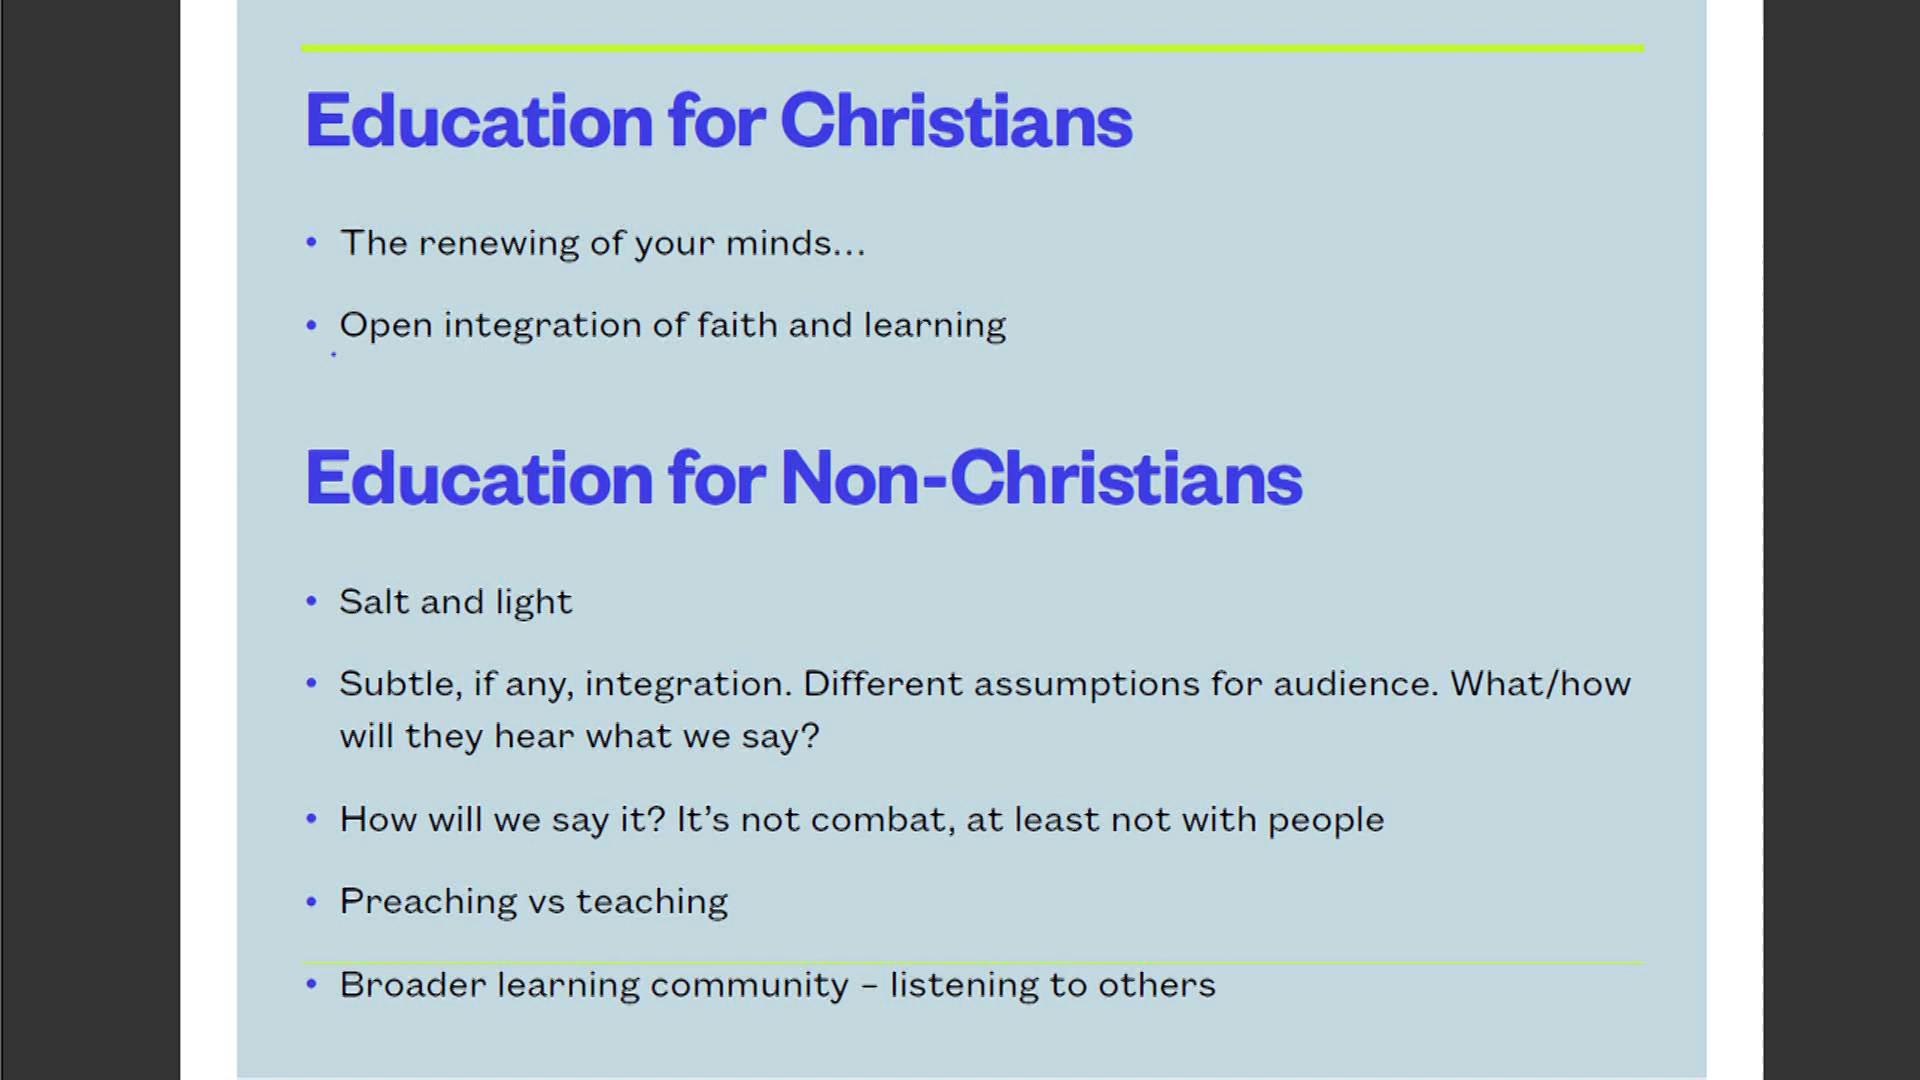 Education for Christians
• The renewing of your minds...
• Open integration of faith and learning
Education for Non-Christians
• Salt and light
• Subtle, if any, integration. Different assumptions for audience. What/how
will they hear what we say?
• How will we say it? It’s not combat, at least not with people
• Preaching vs teaching
• Broader learning community – listening to others